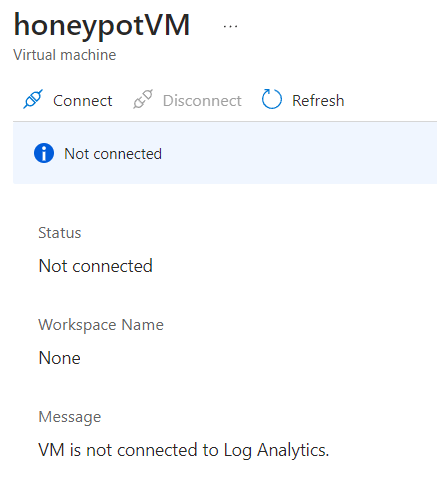 honeypotVM ...
Virtual machine
Connect Disconnect Refresh
Not connected
Status
Not connected
Workspace Name
None
Message
VM is not connected to Log Analytics.